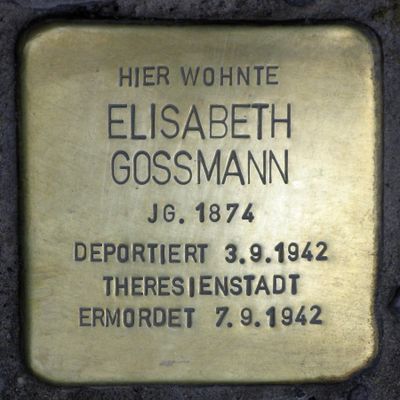 HIER WOHNTE
ELISABETH
GOSSMANN
JG. 1874
DEPORTIERT 3.9.1942
THERESIENSTADT
ERMORDET 7.9.1942